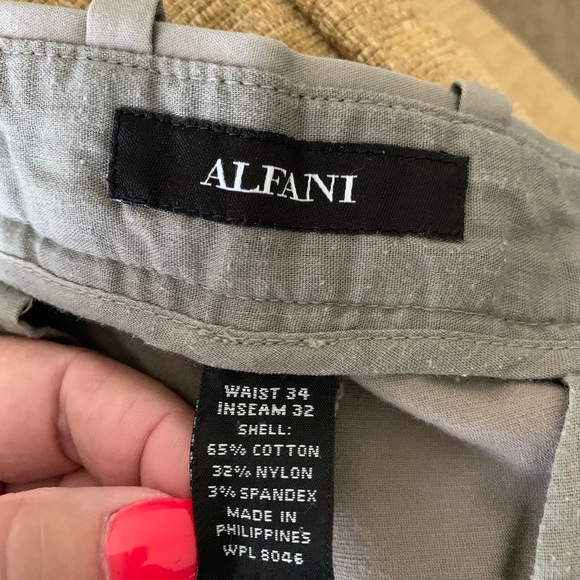 ALFANI
WAIST 34
INSEAM 32
SHELL:
65% COTTON
32% NYLON
3% SPANDEX
MADE IN
PHILIPPINES
WPL 8046